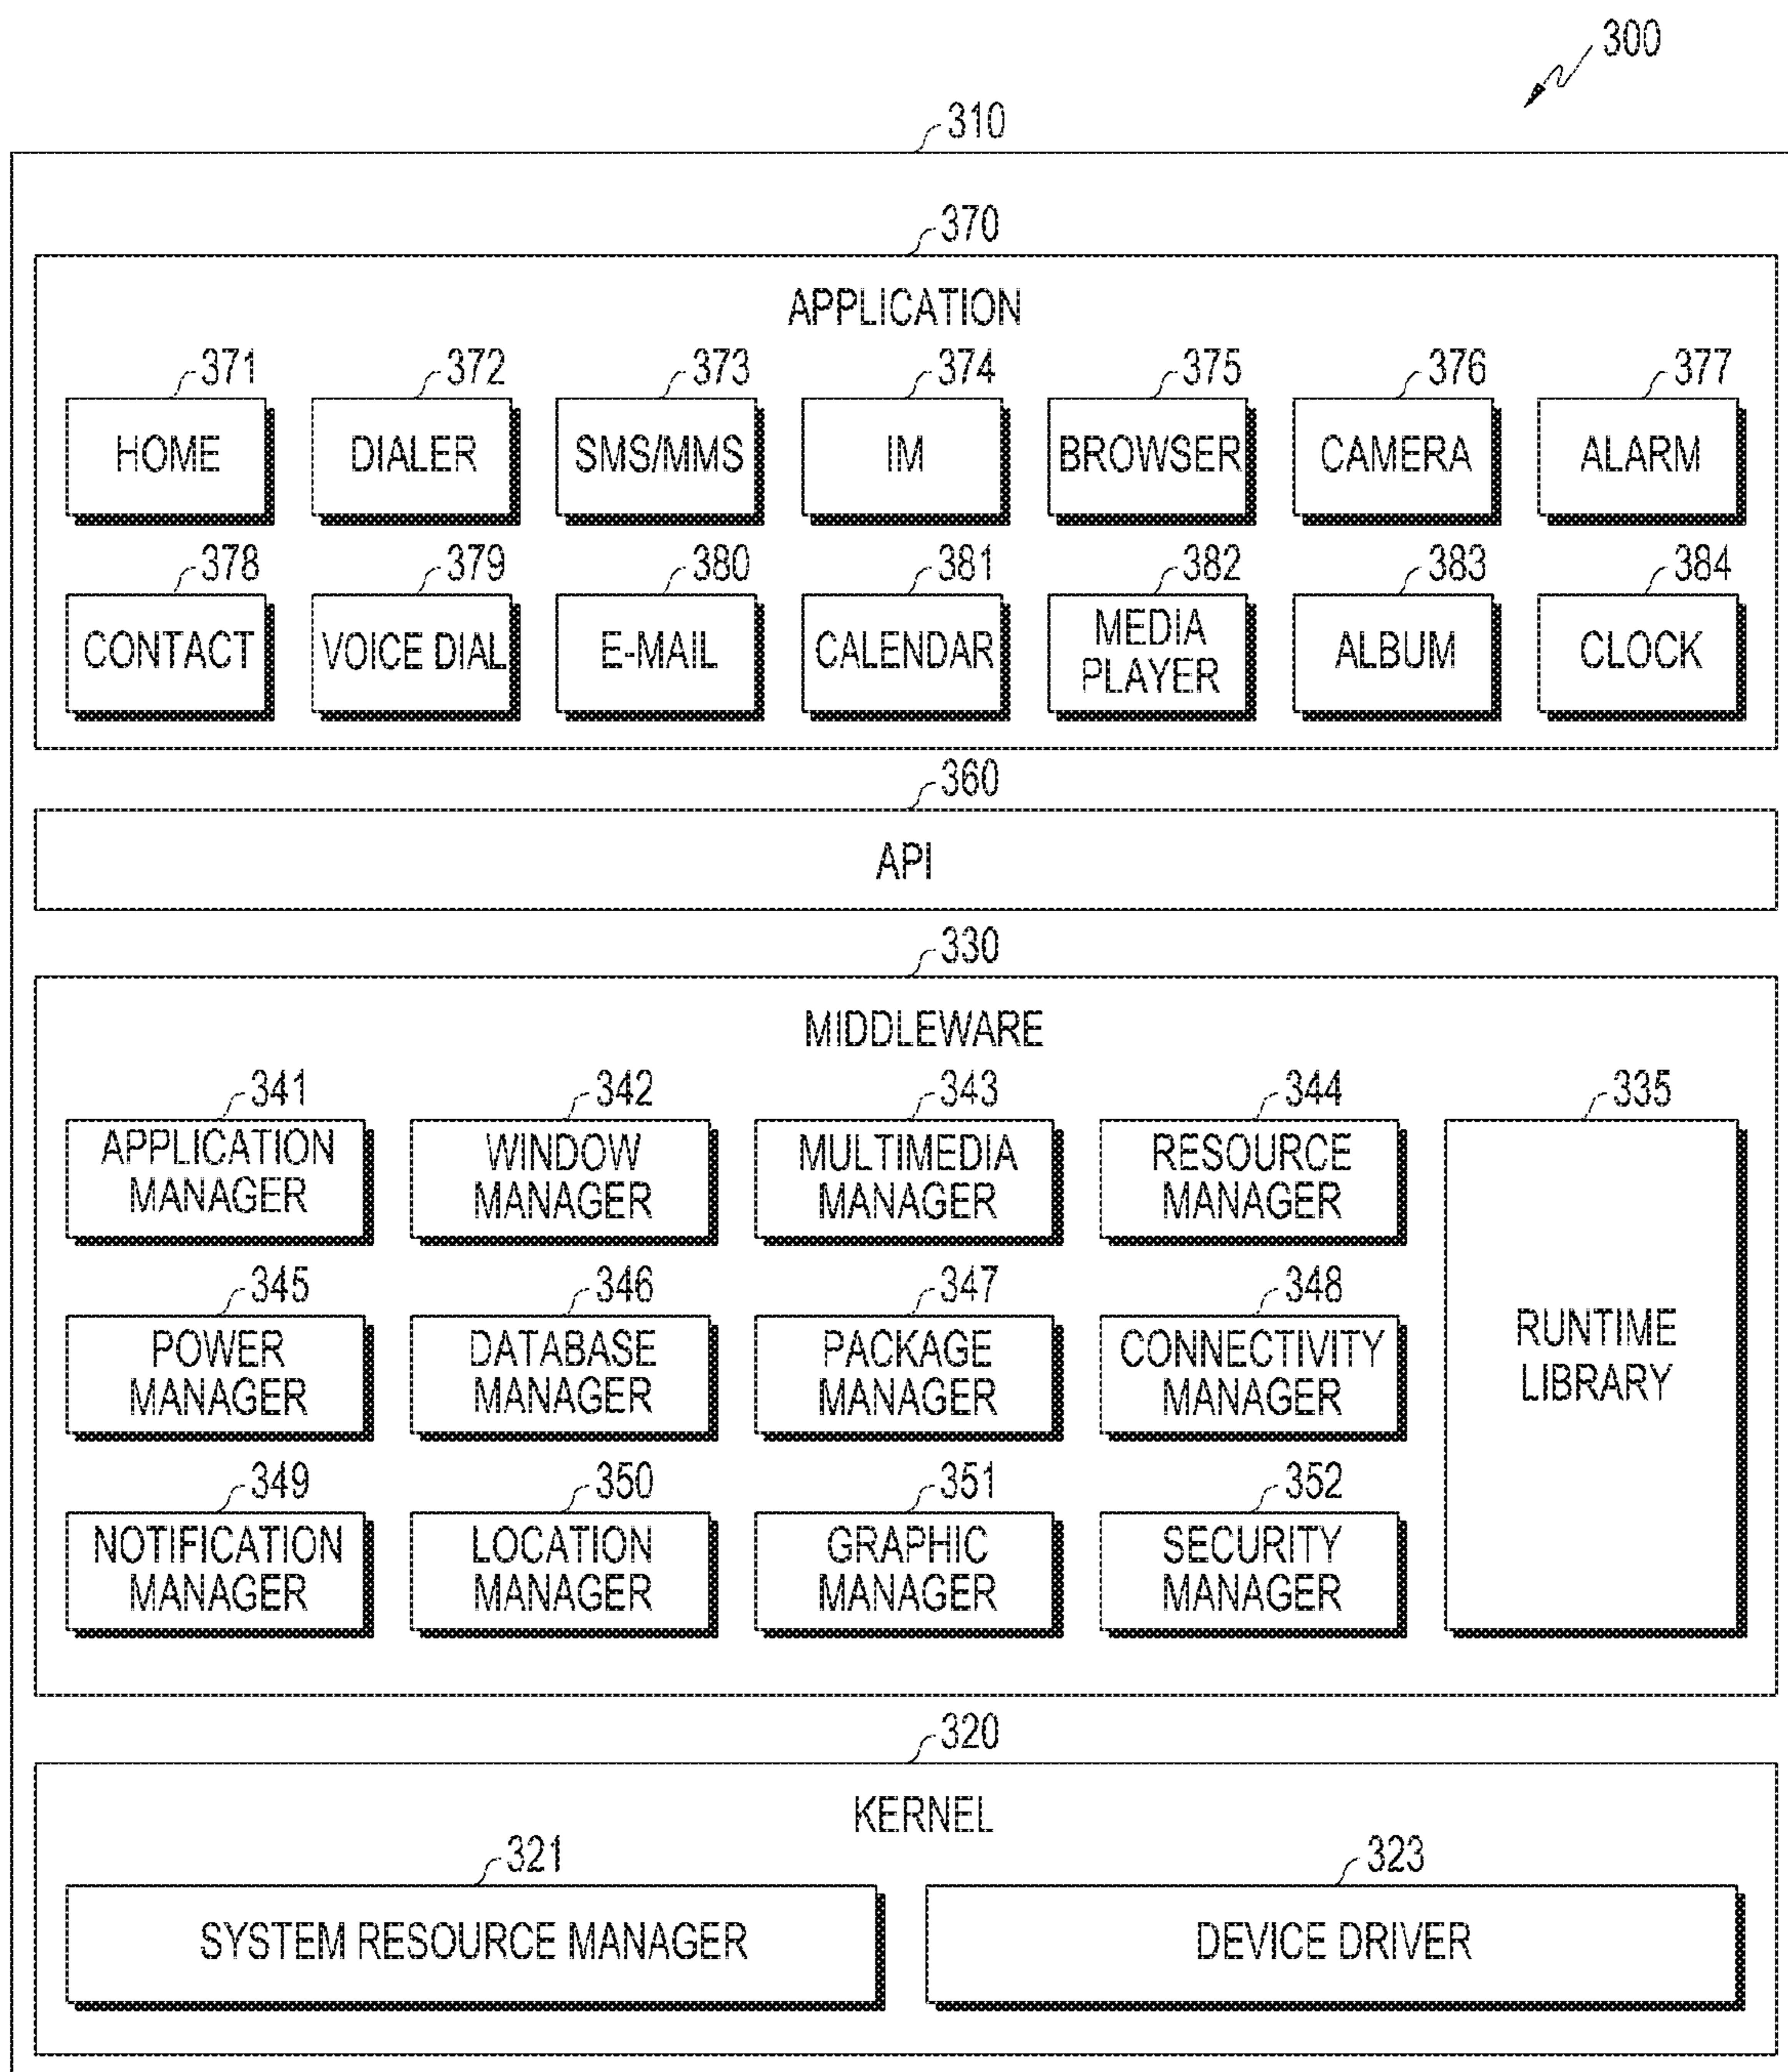 300
310
370
APPLICATION
371 372 373 374 375 376 377
HOME DIALER SMS/MMS IM BROWSER CAMERA ALARM
378 379 380 381 382 383 384
CONTACT VOICE DIAL E-MAIL CALENDAR MEDIA PLAYER ALBUM CLOCK
360
API
330
MIDDLEWARE
341 342 343 344 335
APPLICATION MANAGER
WINDOW MANAGER
MULTIMEDIA MANAGER
RESOURCE MANAGER
RUNTIME LIBRARY
345 346 347 348
POWER MANAGER
DATABASE MANAGER
PACKAGE MANAGER
CONNECTIVITY MANAGER
349 350 351 352
NOTIFICATION MANAGER
LOCATION MANAGER
GRAPHIC MANAGER
SECURITY MANAGER
320
KERNEL
321 323
SYSTEM RESOURCE MANAGER DEVICE DRIVER